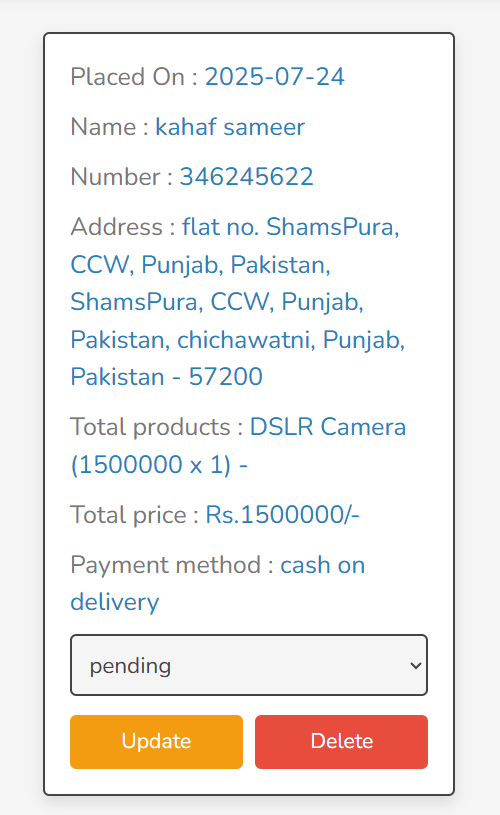 Placed On : 2025-07-24
Name : kahaf sameer
Number : 346245622
Address : flat no. ShamsPura,
CCW, Punjab, Pakistan,
ShamsPura, CCW, Punjab,
Pakistan, chichawatni, Punjab,
Pakistan - 57200
Total products : DSLR Camera
(1500000 x 1) -
Total price : Rs.1500000/-
Payment method : cash on
delivery
pending
Update Delete